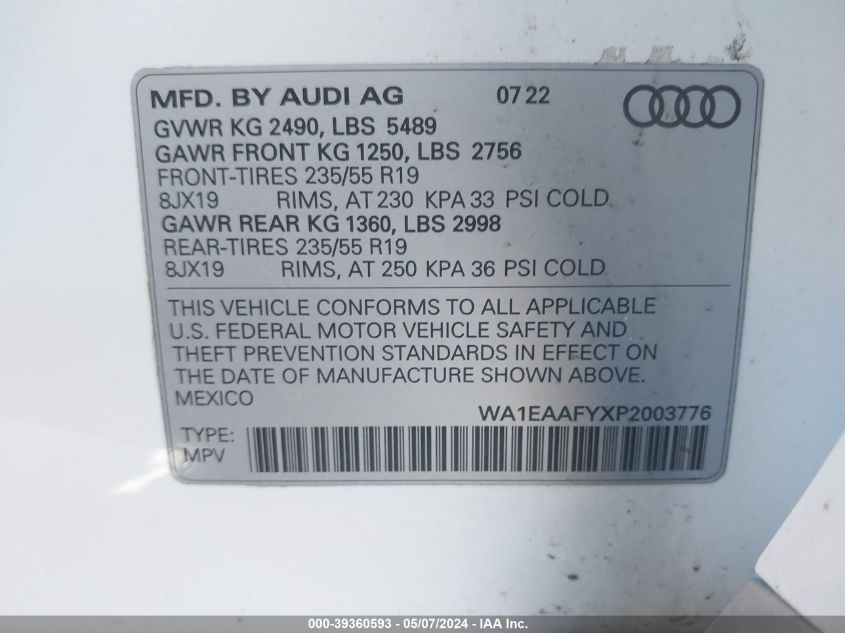 MFD. BY AUDI AG 07 22
GVWR KG 2490, LBS 5489
GAWR FRONT KG 1250, LBS 2756
FRONT-TIRES 235/55 R19
8JX19 RIMS, AT 230 KPA 33 PSI COLD
GAWR REAR KG 1360, LBS 2998
REAR-TIRES 235/55 R19
8JX19 RIMS, AT 250 KPA 36 PSI COLD
THIS VEHICLE CONFORMS TO ALL APPLICABLE
U.S. FEDERAL MOTOR VEHICLE SAFETY AND
THEFT PREVENTION STANDARDS IN EFFECT ON
THE DATE OF MANUFACTURE SHOWN ABOVE.
MEXICO
WA1EAAFYXP2003776
TYPE:
MPV
000-39360593 - 05/07/2024 - IAA, Inc.